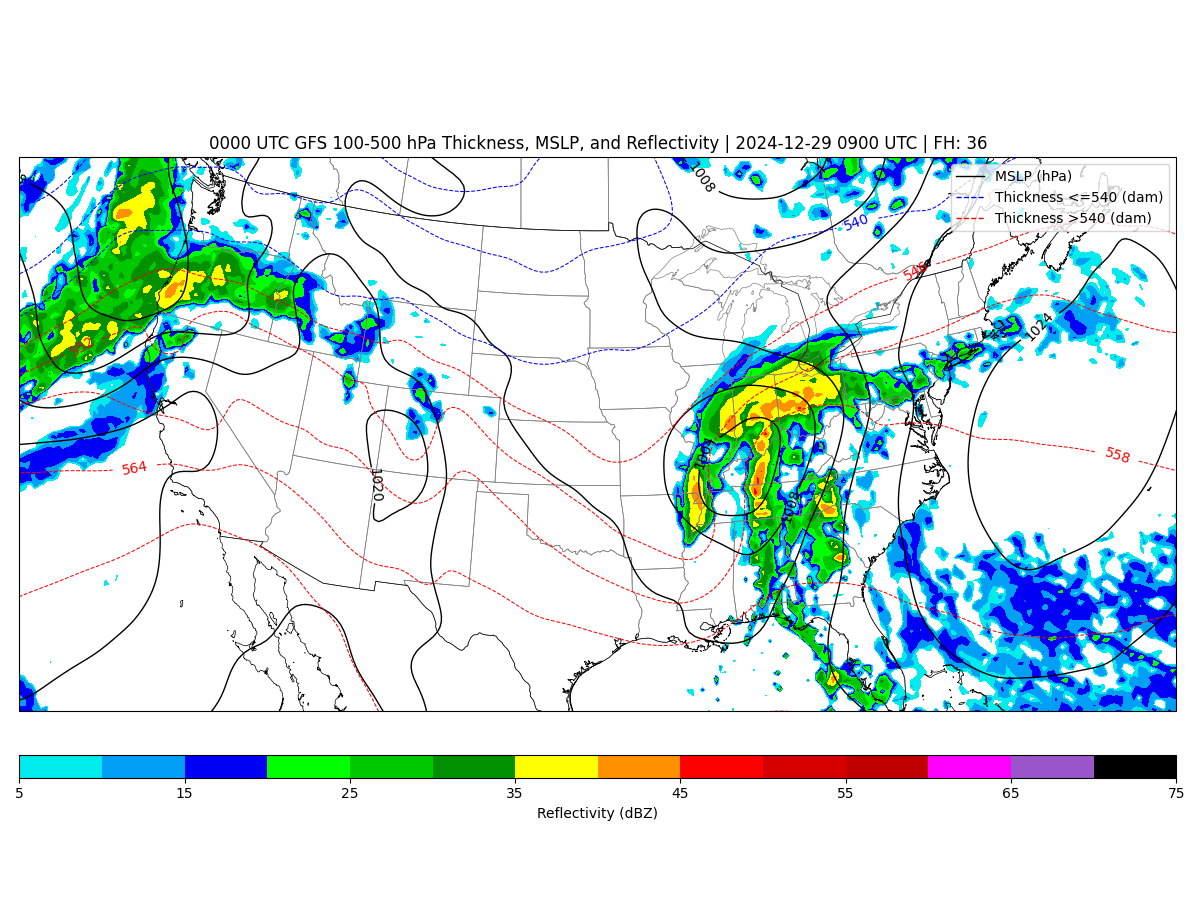 0000 UTC GFS 100-500 hPa Thickness, MSLP, and Reflectivity | 2024-12-29 0900 UTC | FH: 36
MSLP (hPa)
Thickness <=540 (dam)
Thickness >540 (dam)
1008
540
546
1024
564
1020
1004
1008
558
5 15 25 35 45 55 65 75
Reflectivity (dBZ)